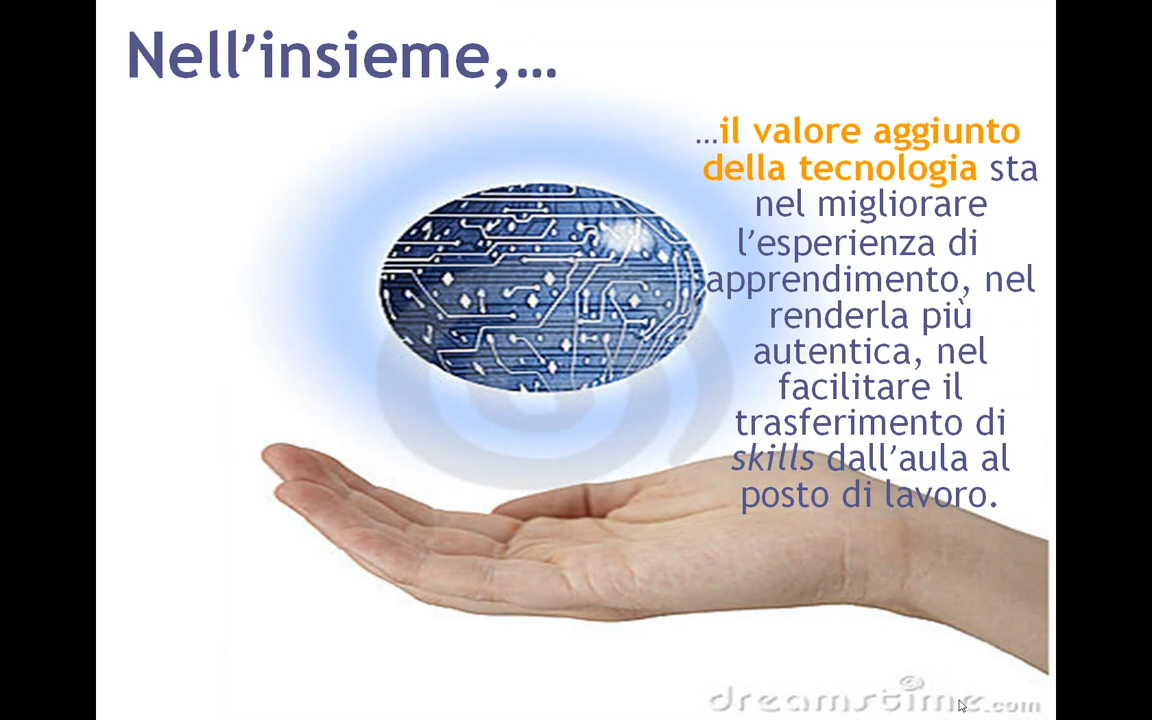 Nell’insieme,…
…il valore aggiunto
della tecnologia sta
nel migliorare
l’esperienza di
apprendimento, nel
renderla più
autentica, nel
facilitare il
trasferimento di
skills dall’aula al
posto di lavoro.
dreamstime.com